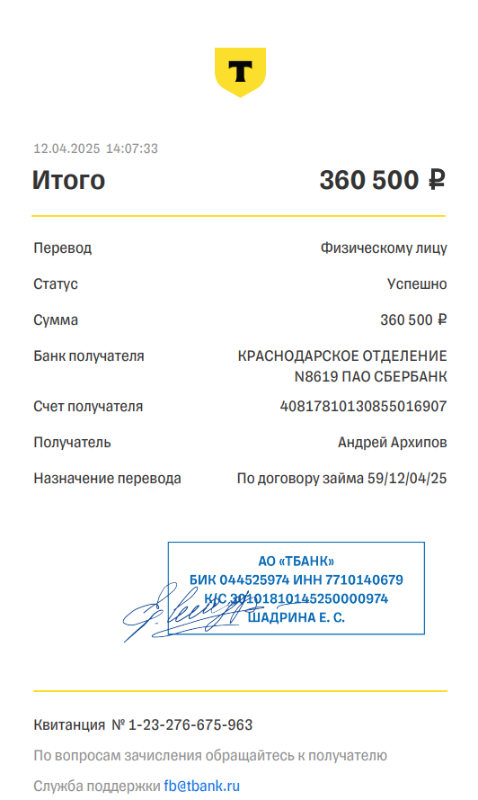 Т
12.04.2025 14:07:33
Итого 360 500 ₽
Перевод Физическому лицу
Статус Успешно
Сумма 360 500 ₽
Банк получателя КРАСНОДАРСКОЕ ОТДЕЛЕНИЕ
N8619 ПАО СБЕРБАНК
Счет получателя 40817810130855016907
Получатель Андрей Архипов
Назначение перевода По договору займа 59/12/04/25
АО «ТБАНК»
БИК 044525974 ИНН 7710140679
К/С 30101810145250000974
ШАДРИНА Е. С.
Квитанция № 1-23-276-675-963
По вопросам зачисления обращайтесь к получателю
Служба поддержки fb@tbank.ru